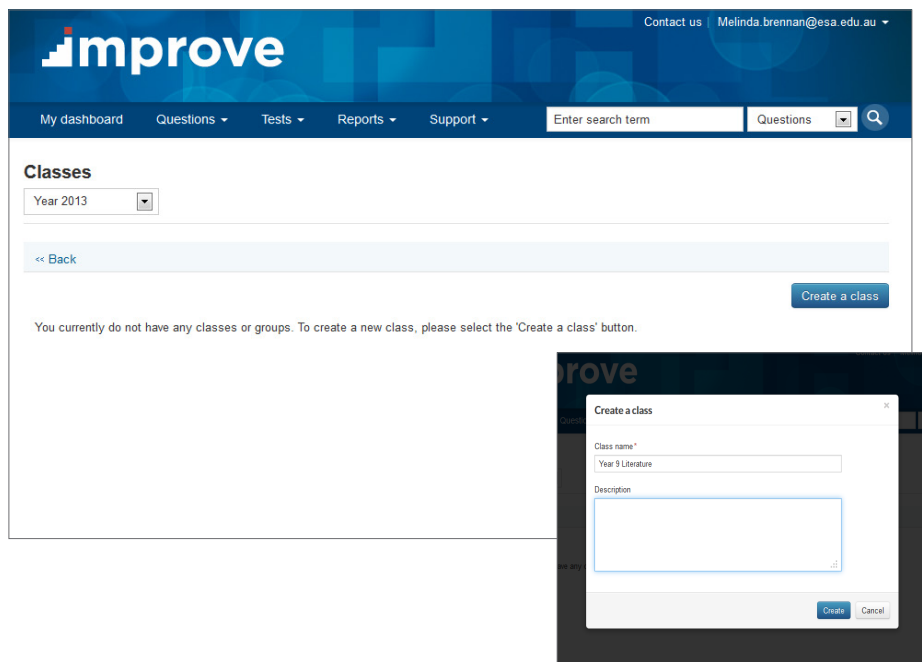 Contact us | Melinda.brennan@esa.edu.au
improve
My dashboard Questions Tests Reports Support Enter search term Questions
Classes
Year 2013
<< Back
Create a class
You currently do not have any classes or groups. To create a new class, please select the 'Create a class' button.
rove
Create a class ×
Class name*
Year 9 Literature
Description
Create Cancel